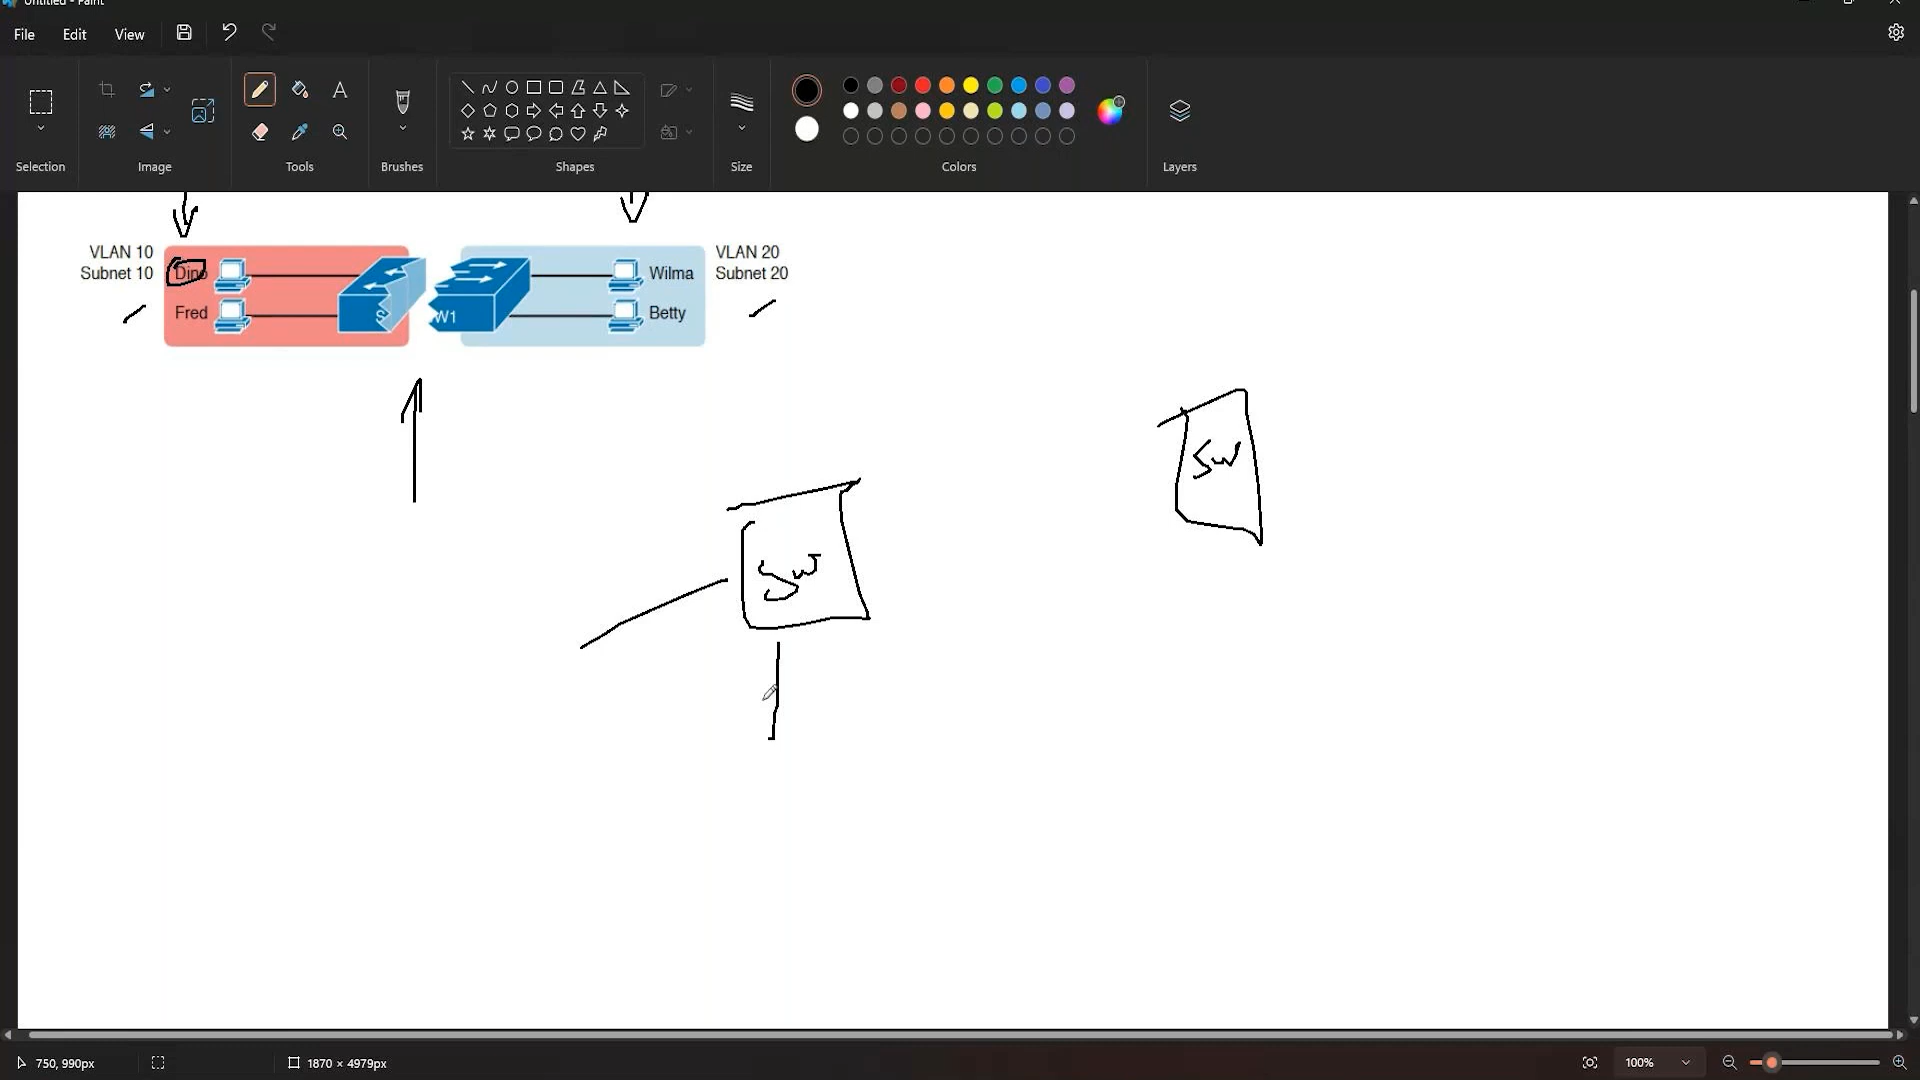 Untitled - Paint
File Edit View
Selection Image Tools Brushes Shapes Size Colors Layers
VLAN 10
Subnet 10
Dino
Fred
S
W1
Wilma
Betty
VLAN 20
Subnet 20
SW
SW
750, 990px
1870 × 4979px
100%